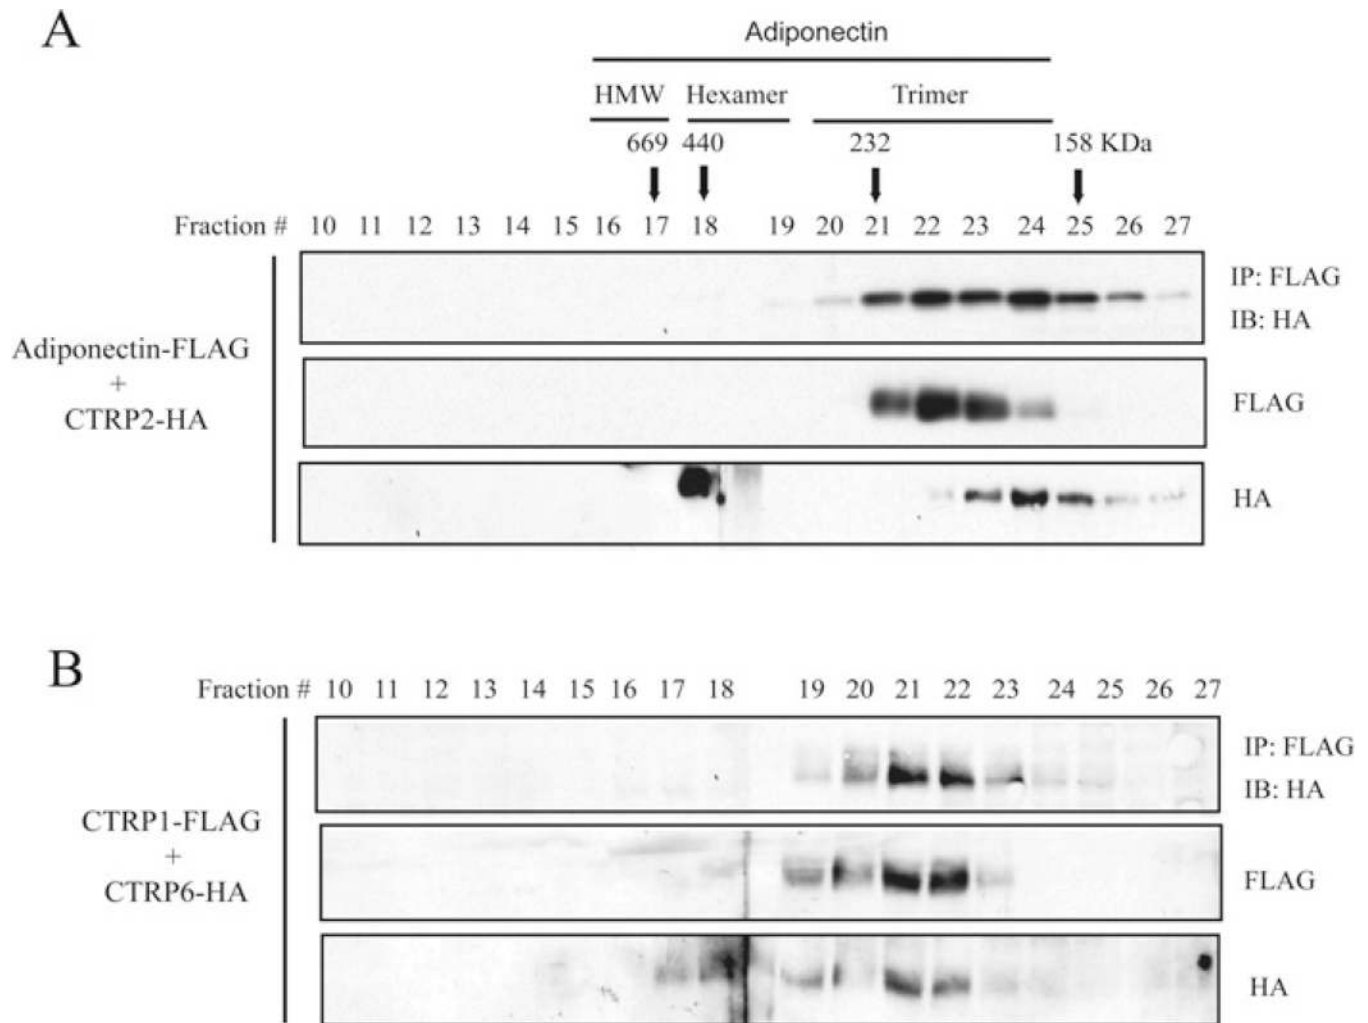 A
Adiponectin
HMW Hexamer Trimer
669 440 232 158 KDa
Fraction # 10 11 12 13 14 15 16 17 18 19 20 21 22 23 24 25 26 27
IP: FLAG
IB: HA
Adiponectin-FLAG
+
CTRP2-HA
FLAG
HA
B
Fraction # 10 11 12 13 14 15 16 17 18 19 20 21 22 23 24 25 26 27
IP: FLAG
IB: HA
CTRP1-FLAG
+
CTRP6-HA
FLAG
HA